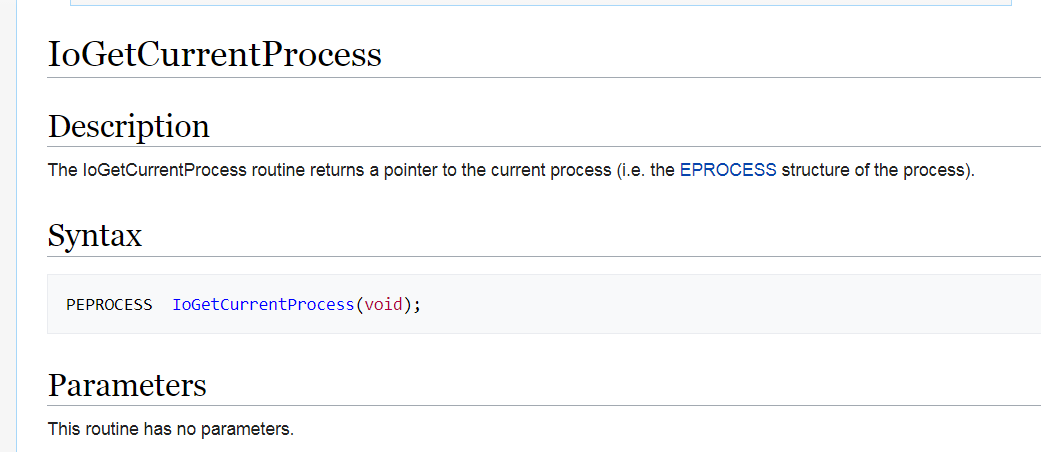 IoGetCurrentProcess
Description
The IoGetCurrentProcess routine returns a pointer to the current process (i.e. the EPROCESS structure of the process).
Syntax
PEPROCESS  IoGetCurrentProcess(void);
Parameters
This routine has no parameters.